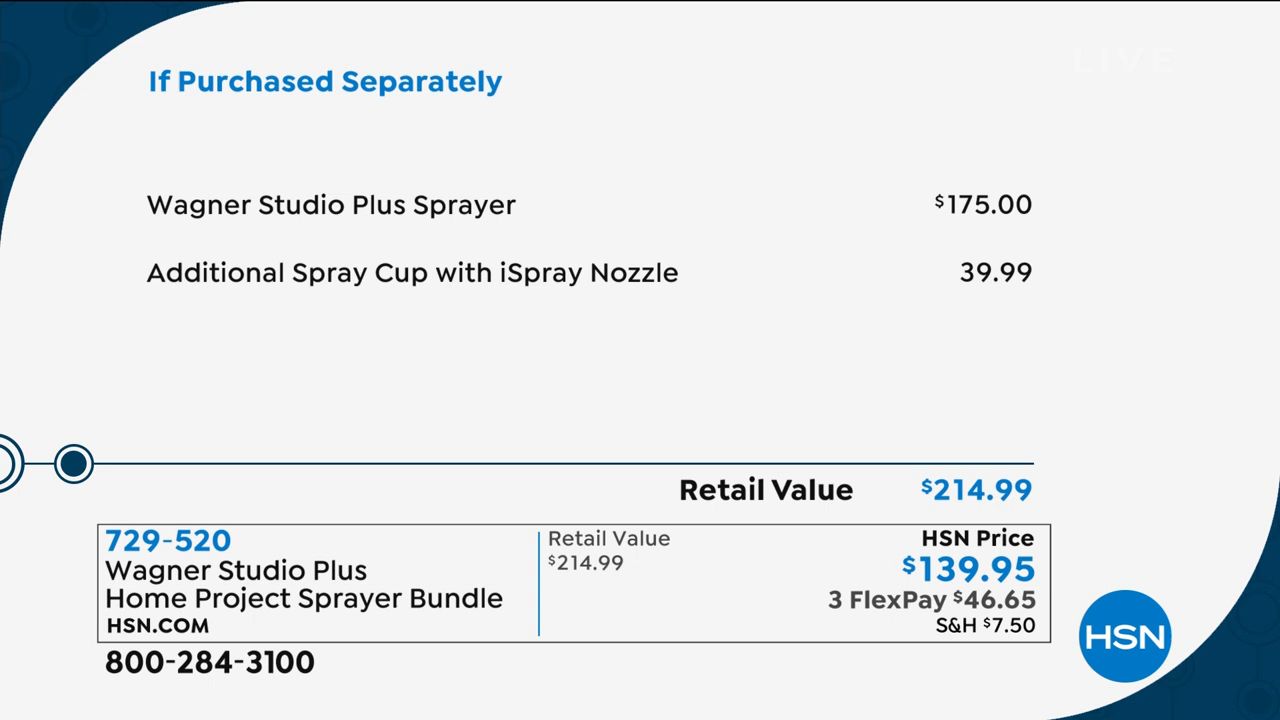 LIVE
If Purchased Separately
Wagner Studio Plus Sprayer $175.00
Additional Spray Cup with iSpray Nozzle 39.99
Retail Value $214.99
729-520
Wagner Studio Plus
Home Project Sprayer Bundle
HSN.COM
Retail Value
$214.99
HSN Price
$139.95
3 FlexPay $46.65
S&H $7.50
800-284-3100
HSN